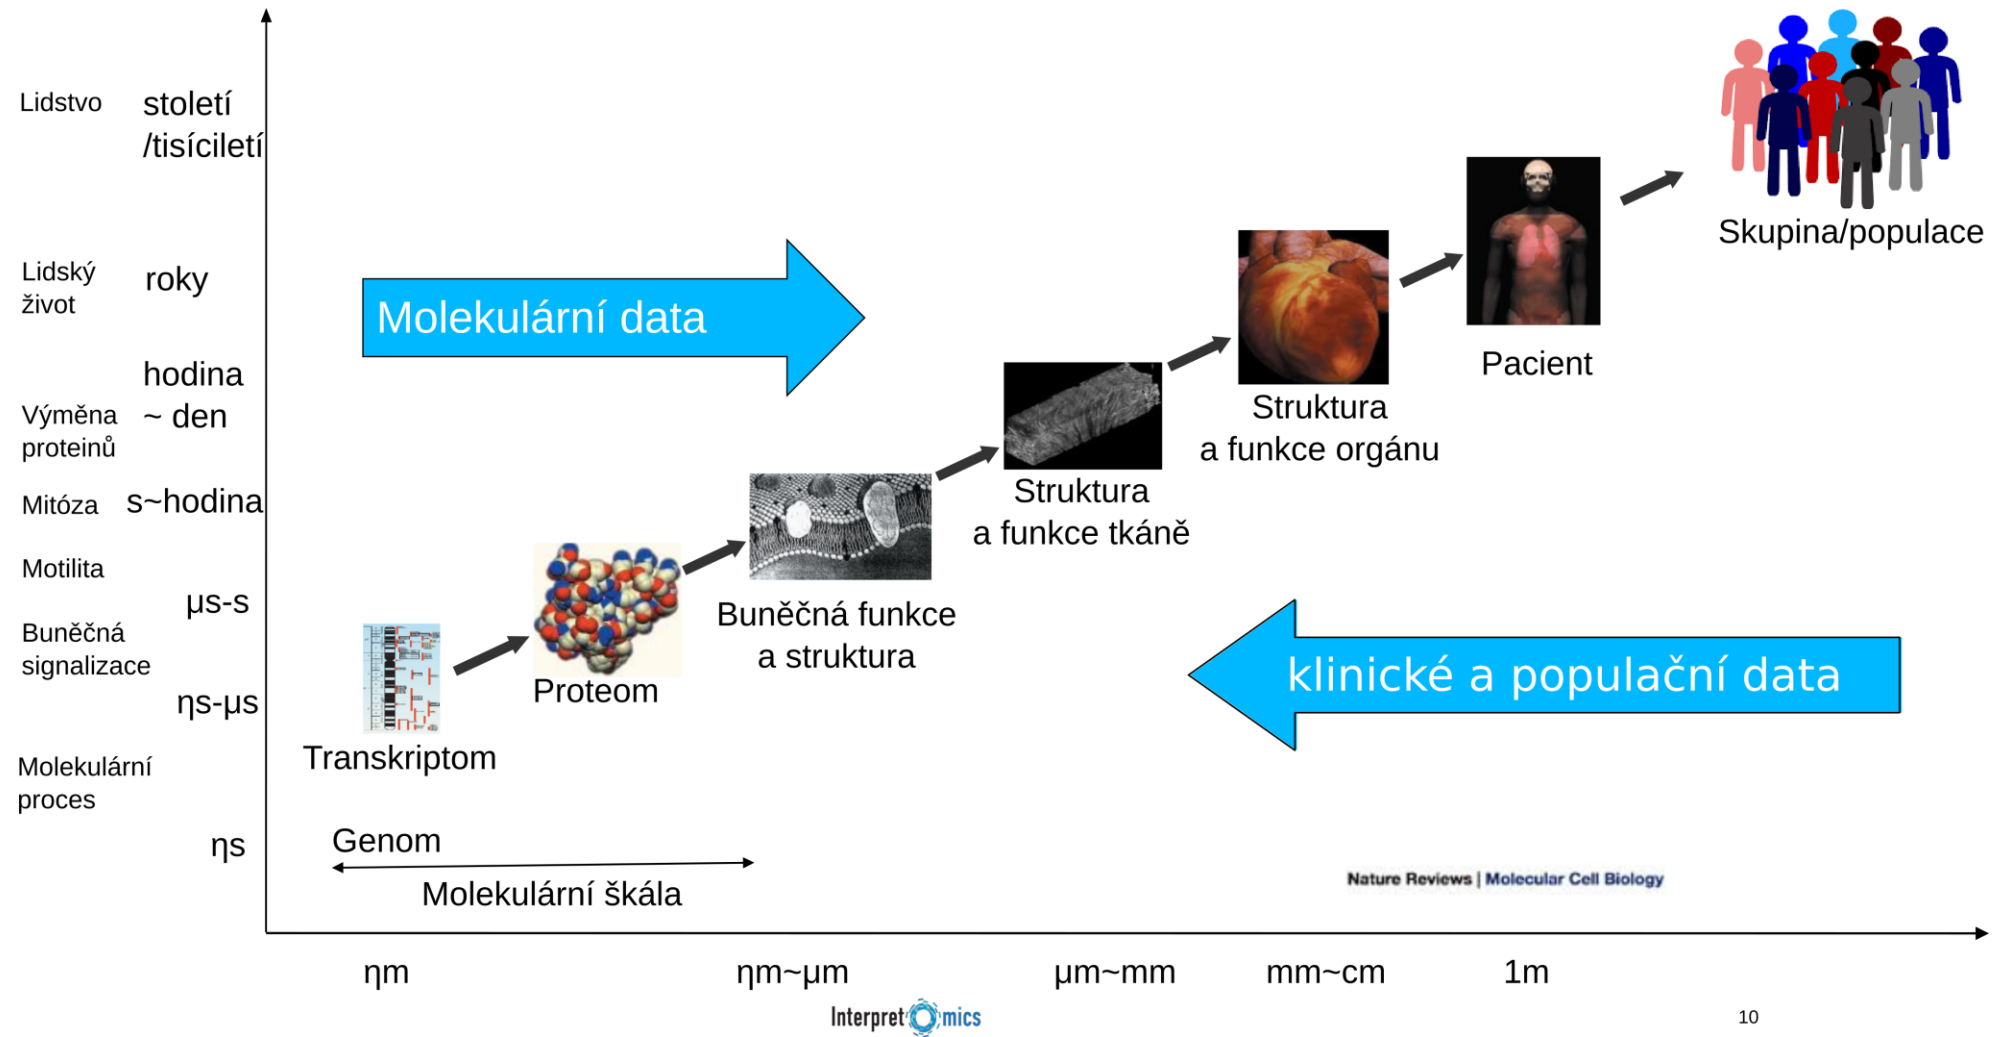 Lidstvo
století
/tisíciletí
Lidský
život
roky
hodina
~ den
Výměna
proteinů
Mitóza
s~hodina
Motilita
μs-s
Buněčná
signalizace
ηs-μs
Molekulární
proces
ηs
Molekulární data
Skupina/populace
Pacient
Struktura
a funkce orgánu
Struktura
a funkce tkáně
Buněčná funkce
a struktura
Proteom
Transkriptom
klinické a populační data
Genom
Molekulární škála
Nature Reviews | Molecular Cell Biology
ηm
ηm~μm
μm~mm
mm~cm
1m
Interpret mics
10